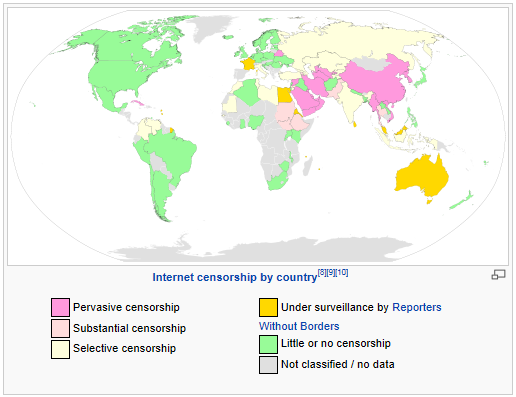 Internet censorship by country[8][9][10]
Pervasive censorship
Substantial censorship
Selective censorship
Under surveillance by Reporters
Without Borders
Little or no censorship
Not classified / no data